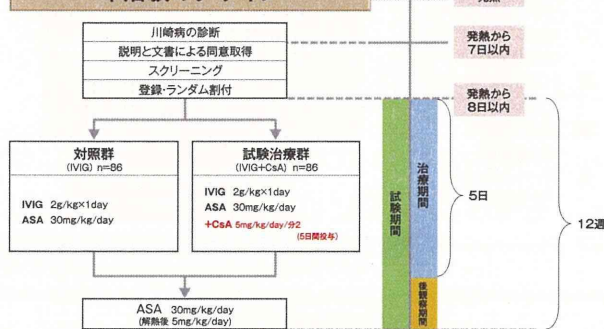 川崎病の診断
説明と文書による同意取得
スクリーニング
登録・ランダム割付
発熱から
7日以内
発熱から
8日以内
対照群
(IVIG) n=86
IVIG 2g/kg×1day
ASA 30mg/kg/day
試験治療群
(IVIG+CsA) n=86
IVIG 2g/kg×1day
ASA 30mg/kg/day
+CsA 5mg/kg/day/分2
(5日間投与)
ASA 30mg/kg/day
(解熱後 5mg/kg/day)
試験期間
治療期間
後観察期間
5日
12週